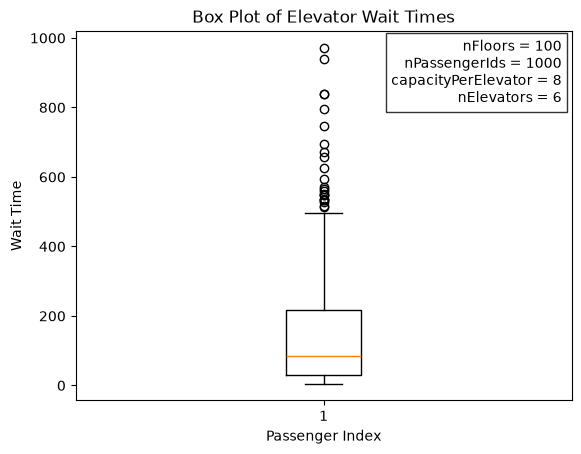 Box Plot of Elevator Wait Times
nFloors = 100
nPassengerIds = 1000
capacityPerElevator = 8
nElevators = 6
1000
800
600
400
200
0
Wait Time
1
Passenger Index